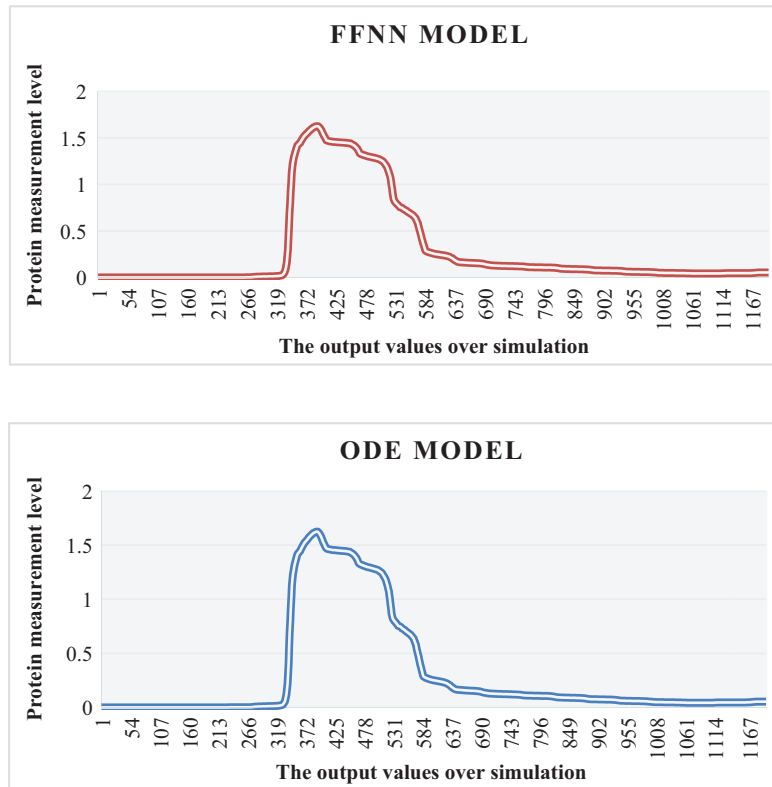 FFNN MODEL
Protein measurement level
2
1.5
1
0.5
0
1 54 107 160 213 266 319 372 425 478 531 584 637 690 743 796 849 902 955 1008 1061 1114 1167
The output values over simulation
ODE MODEL
Protein measurement level
2
1.5
1
0.5
0
1 54 107 160 213 266 319 372 425 478 531 584 637 690 743 796 849 902 955 1008 1061 1114 1167
The output values over simulation